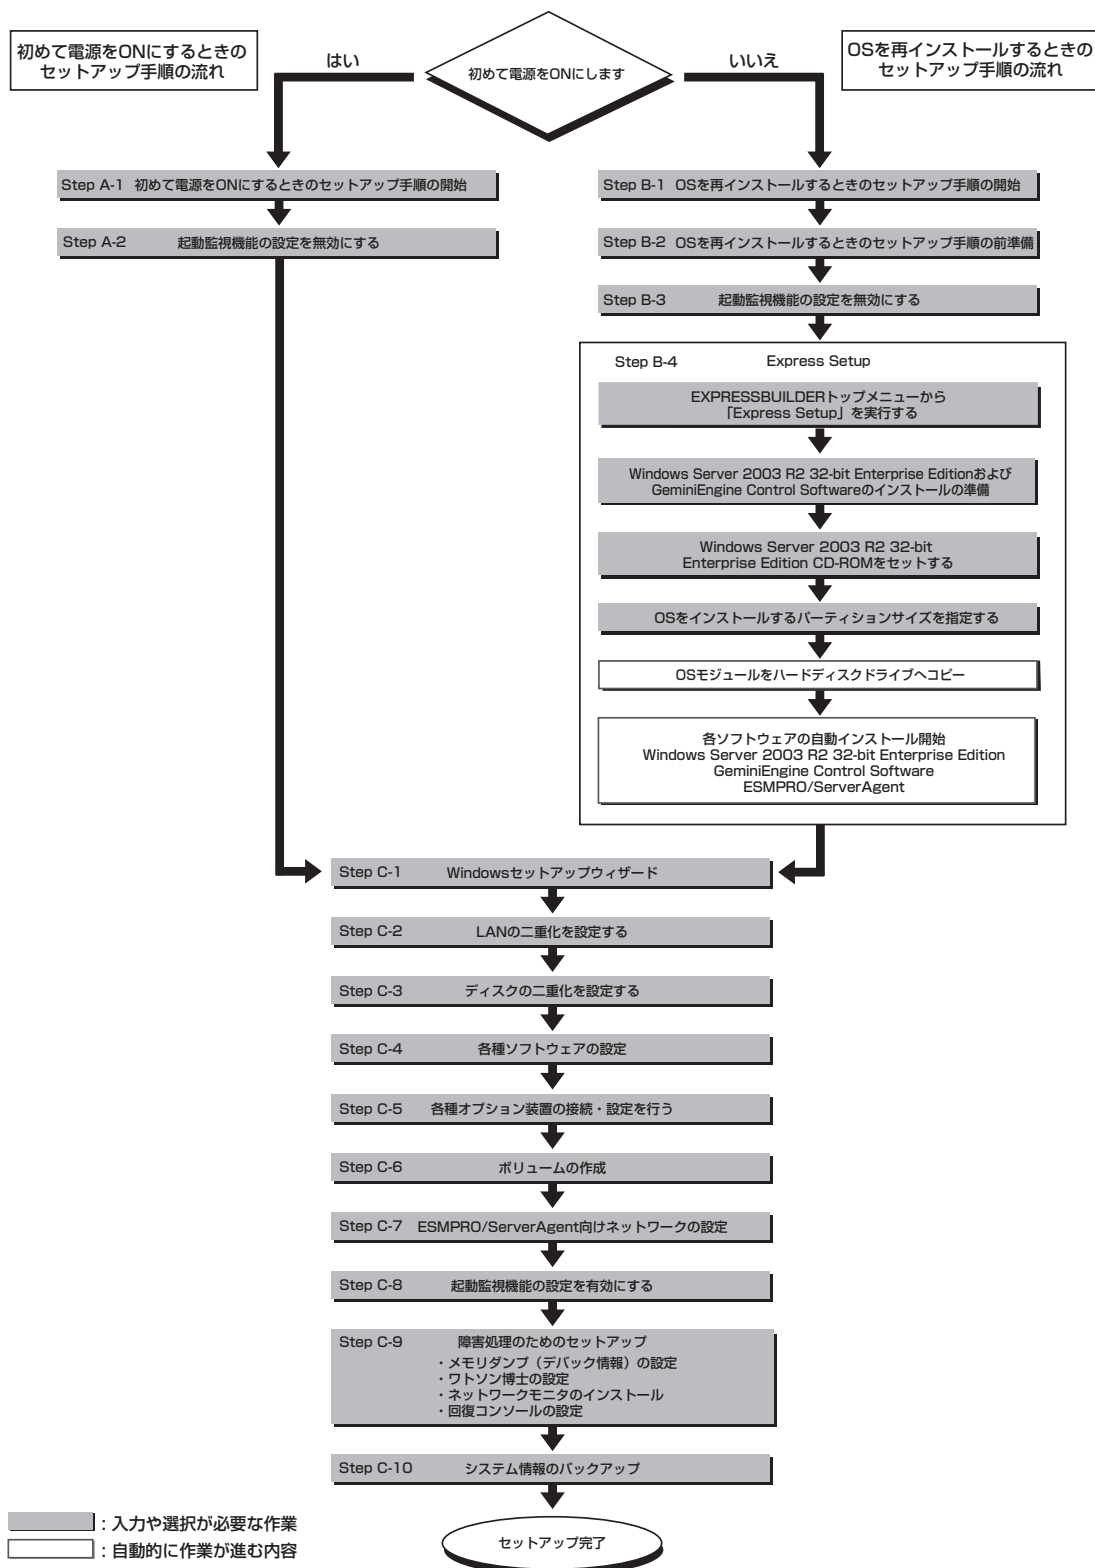 初めて電源をONにするときの
セットアップ手順の流れ
はい
初めて電源をONにします
いいえ
OSを再インストールするときの
セットアップ手順の流れ
Step A-1 初めて電源をONにするときのセットアップ手順の開始
Step A-2 起動監視機能の設定を無効にする
Step B-1 OSを再インストールするときのセットアップ手順の開始
Step B-2 OSを再インストールするときのセットアップ手順の前準備
Step B-3 起動監視機能の設定を無効にする
Step B-4 Express Setup
EXPRESSBUILDERトップメニューから
「Express Setup」を実行する
Windows Server 2003 R2 32-bit Enterprise Editionおよび
GeminiEngine Control Softwareのインストールの準備
Windows Server 2003 R2 32-bit
Enterprise Edition CD-ROMをセットする
OSをインストールするパーティションサイズを指定する
OSモジュールをハードディスクドライブへコピー
各ソフトウェアの自動インストール開始
Windows Server 2003 R2 32-bit Enterprise Edition
GeminiEngine Control Software
ESMPRO/ServerAgent
Step C-1 Windowsセットアップウィザード
Step C-2 LANの二重化を設定する
Step C-3 ディスクの二重化を設定する
Step C-4 各種ソフトウェアの設定
Step C-5 各種オプション装置の接続・設定を行う
Step C-6 ボリュームの作成
Step C-7 ESMPRO/ServerAgent向けネットワークの設定
Step C-8 起動監視機能の設定を有効にする
Step C-9 障害処理のためのセットアップ
・メモリダンプ（デバック情報）の設定
・ワトソン博士の設定
・ネットワークモニタのインストール
・回復コンソールの設定
Step C-10 システム情報のバックアップ
セットアップ完了
：入力や選択が必要な作業
：自動的に作業が進む内容